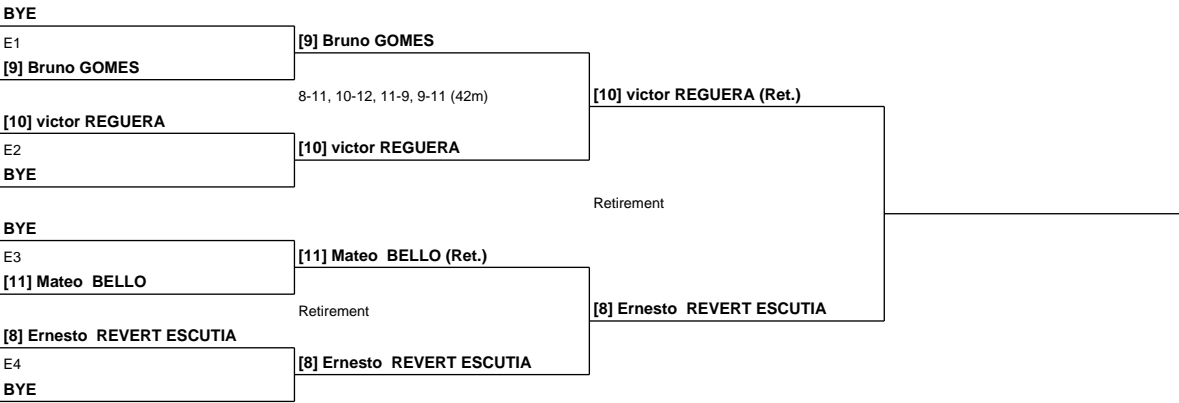 BYE
E1
[9] Bruno GOMES
[9] Bruno GOMES
8-11, 10-12, 11-9, 9-11 (42m)
[10] victor REGUERA (Ret.)
[10] victor REGUERA
E2
[10] victor REGUERA
BYE
Retirement
BYE
E3
[11] Mateo BELLO (Ret.)
[11] Mateo BELLO
Retirement
[8] Ernesto REVERT ESCUTIA
[8] Ernesto REVERT ESCUTIA
E4
[8] Ernesto REVERT ESCUTIA
BYE